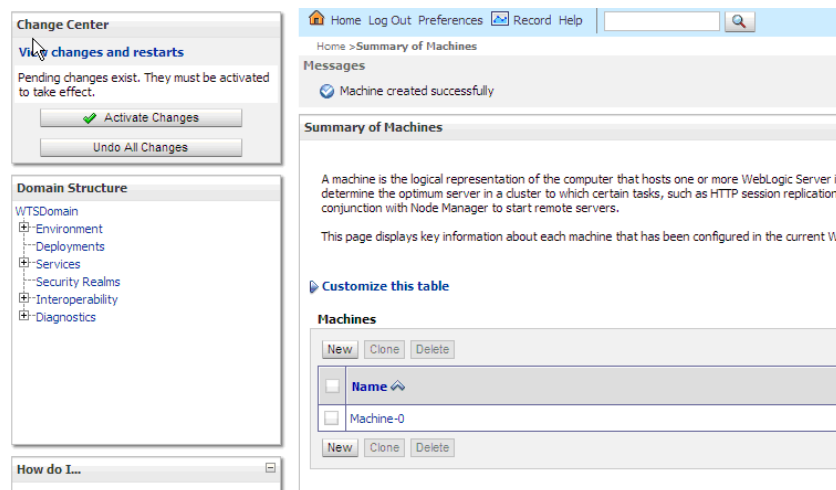 Change Center
View changes and restarts
Pending changes exist. They must be activated
to take effect.
Activate Changes
Undo All Changes
Domain Structure
WTSDomain
Environment
Deployments
Services
Security Realms
Interoperability
Diagnostics
How do I...
Home Log Out Preferences Record Help
Home >Summary of Machines
Messages
Machine created successfully
Summary of Machines
A machine is the logical representation of the computer that hosts one or more WebLogic Server i
determine the optimum server in a cluster to which certain tasks, such as HTTP session replication
conjunction with Node Manager to start remote servers.
This page displays key information about each machine that has been configured in the current W
Customize this table
Machines
New Clone Delete
Name
Machine-0
New Clone Delete